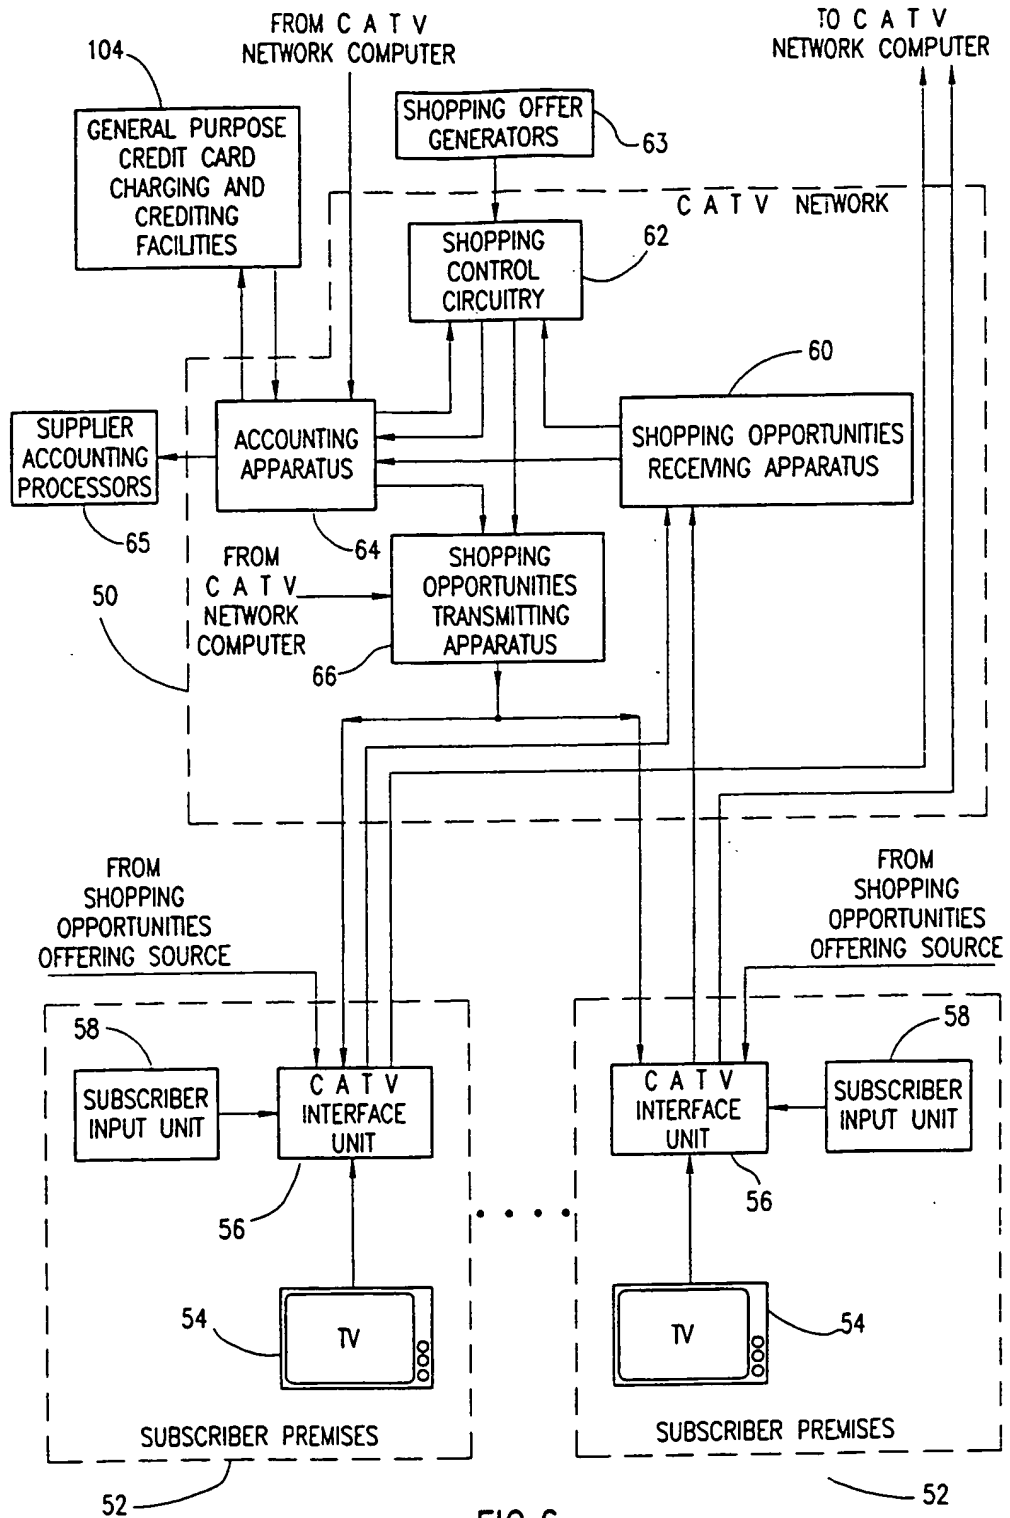 FROM C A T V
NETWORK COMPUTER
TO C A T V
NETWORK COMPUTER
104
GENERAL PURPOSE
CREDIT CARD
CHARGING AND
CREDITING
FACILITIES
SHOPPING OFFER
GENERATORS
63
C A T V NETWORK
SHOPPING
CONTROL
CIRCUITRY
62
60
SUPPLIER
ACCOUNTING
PROCESSORS
65
ACCOUNTING
APPARATUS
64
SHOPPING OPPORTUNITIES
RECEIVING APPARATUS
50
FROM
C A T V
NETWORK
COMPUTER
SHOPPING
OPPORTUNITIES
TRANSMITTING
APPARATUS
66
FROM
SHOPPING
OPPORTUNITIES
OFFERING SOURCE
FROM
SHOPPING
OPPORTUNITIES
OFFERING SOURCE
58
SUBSCRIBER
INPUT UNIT
C A T V
INTERFACE
UNIT
56
C A T V
INTERFACE
UNIT
56
58
SUBSCRIBER
INPUT UNIT
54
TV
TV
54
SUBSCRIBER PREMISES
52
SUBSCRIBER PREMISES
52
FIG 6